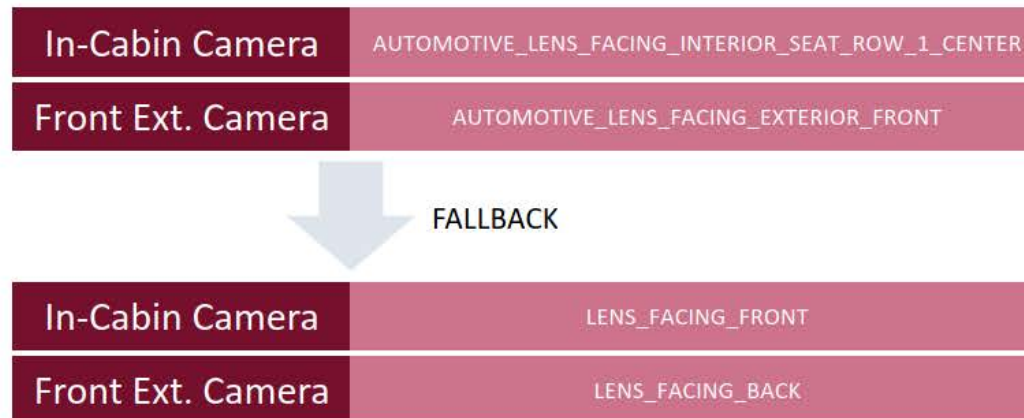 In-Cabin Camera AUTOMOTIVE_LENS_FACING_INTERIOR_SEAT_ROW_1_CENTER
Front Ext. Camera AUTOMOTIVE_LENS_FACING_EXTERIOR_FRONT
FALLBACK
In-Cabin Camera LENS_FACING_FRONT
Front Ext. Camera LENS_FACING_BACK